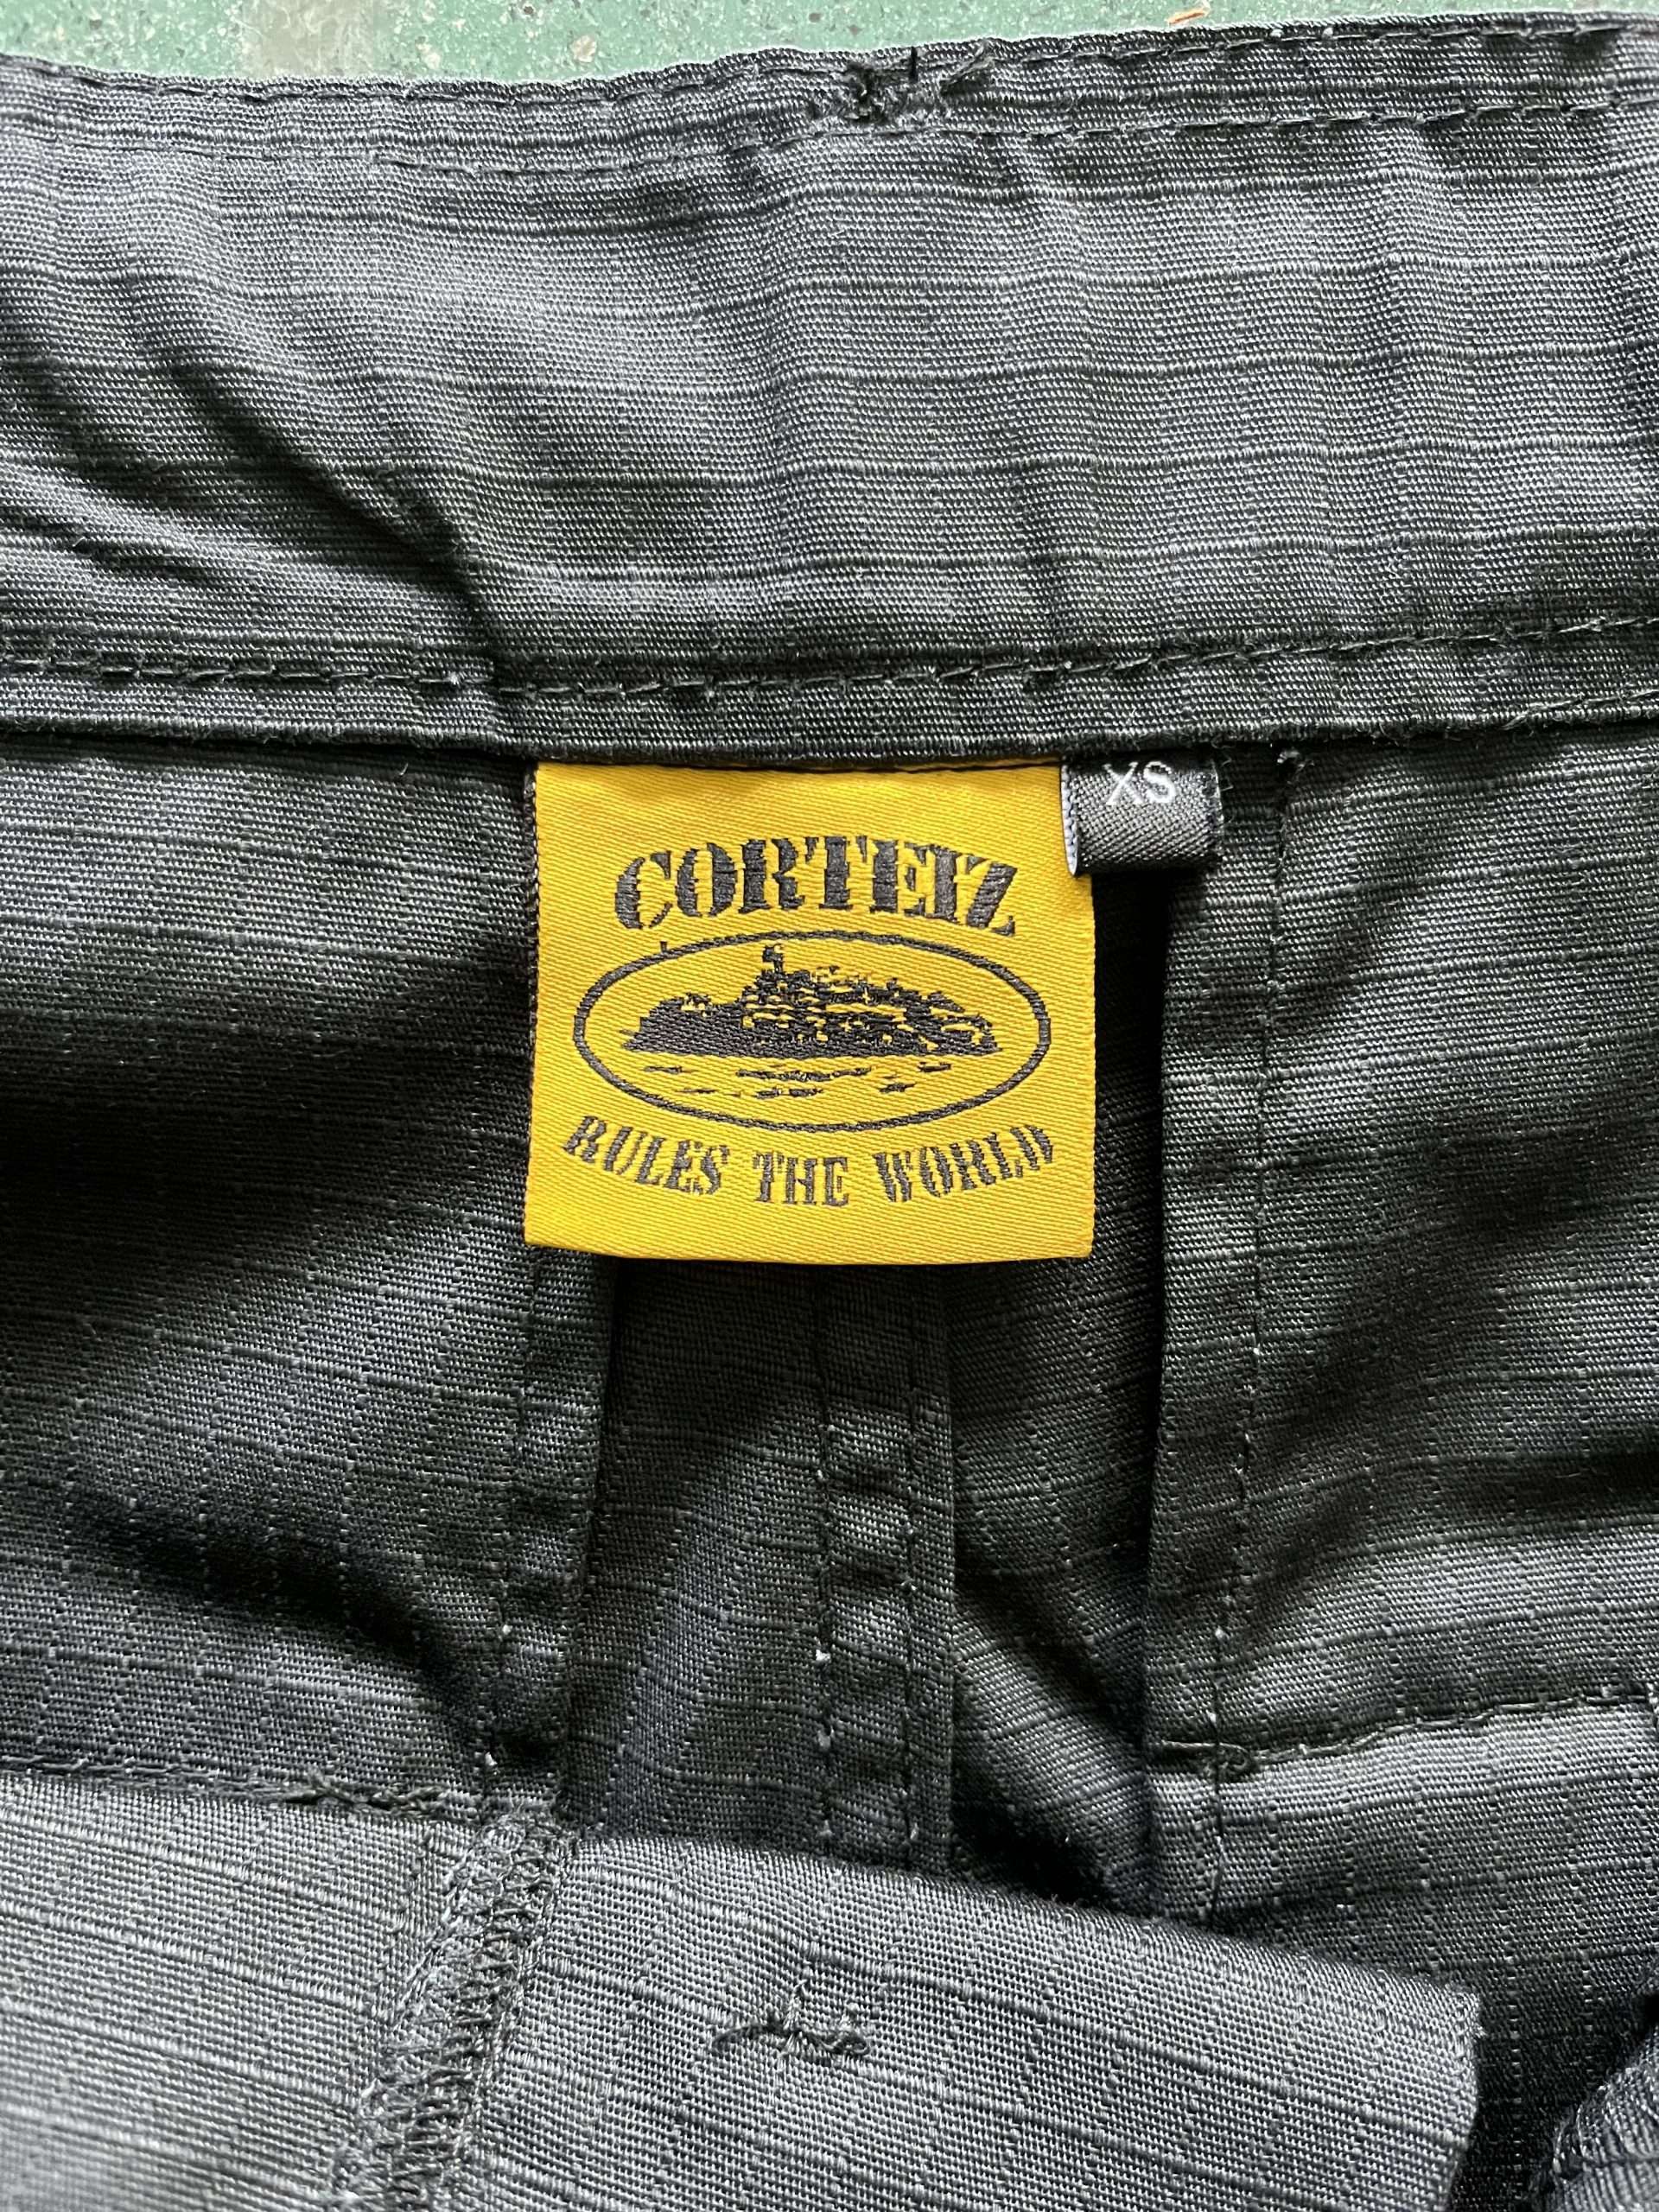 XS
CORTEIZ
RULES THE WORLD